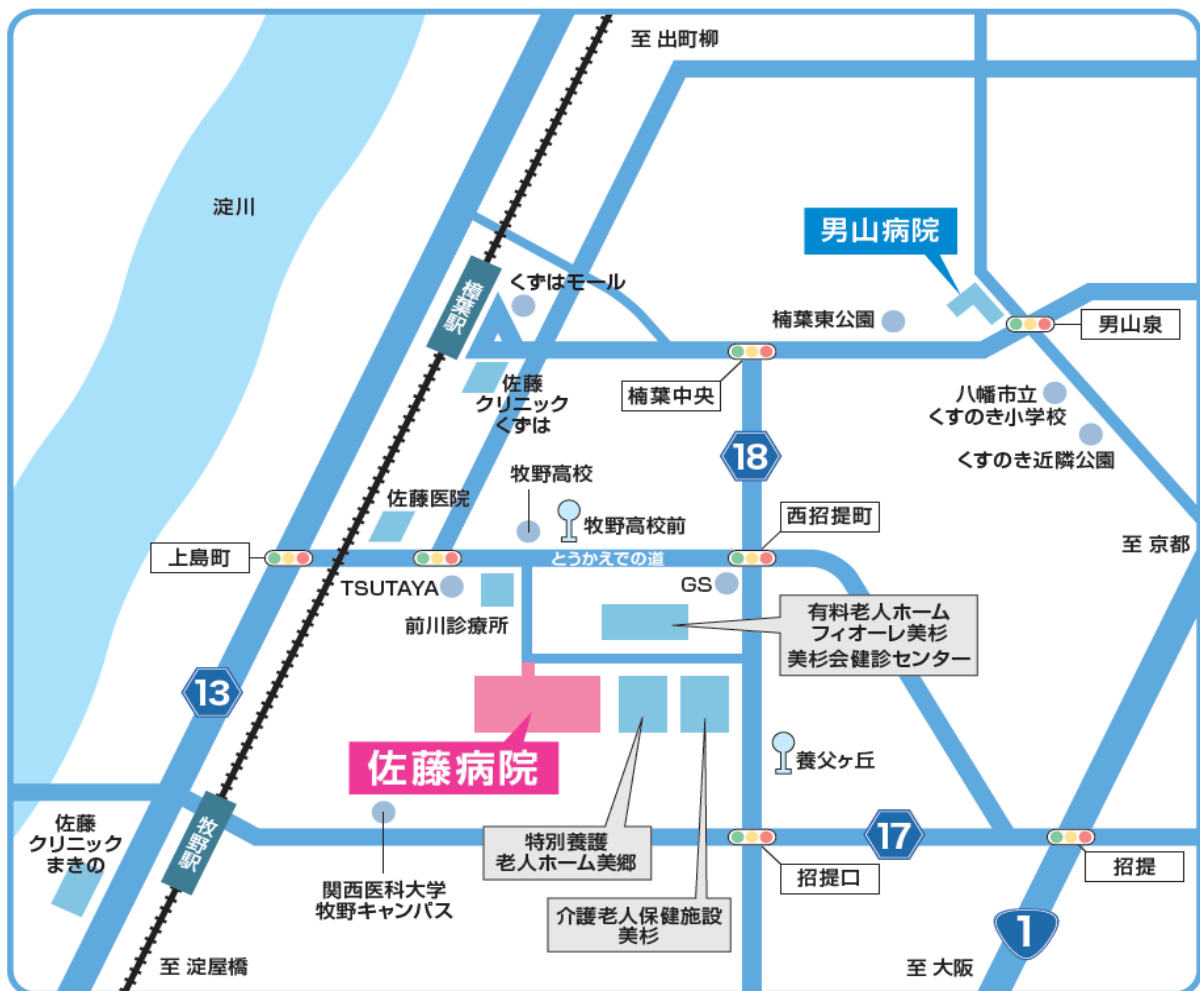 至 出町柳
淀川
男山病院
樟葉駅
くずはモール
楠葉東公園
男山泉
佐藤
クリニック
くずは
楠葉中央
八幡市立
くすのき小学校
18
くすのき近隣公園
牧野高校
佐藤医院
牧野高校前
西招提町
上島町
とうかえでの道
至 京都
TSUTAYA
GS
前川診療所
有料老人ホーム
フィオーレ美杉
美杉会健診センター
13
佐藤病院
養父ヶ丘
佐藤
クリニック
まきの
牧野駅
特別養護
老人ホーム美郷
17
招提口
招提
関西医科大学
牧野キャンパス
介護老人保健施設
美杉
1
至 淀屋橋
至 大阪